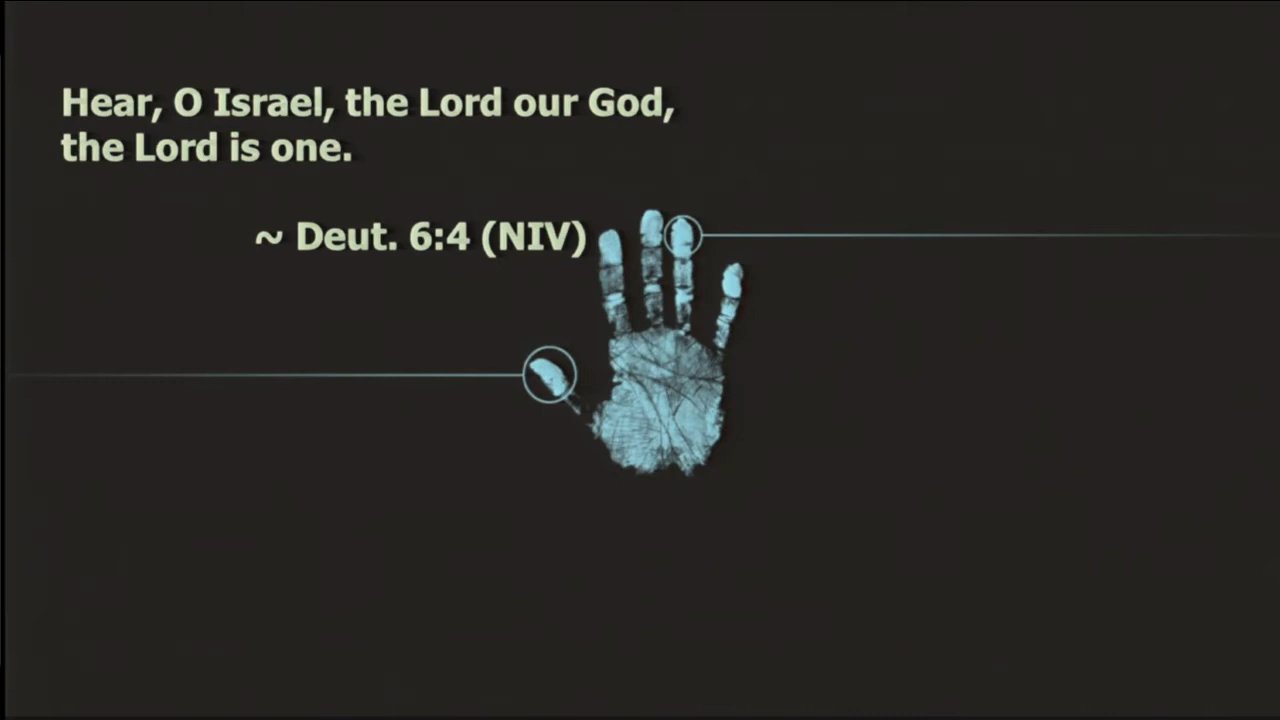 Hear, O Israel, the Lord our God,
the Lord is one.
~ Deut. 6:4 (NIV)